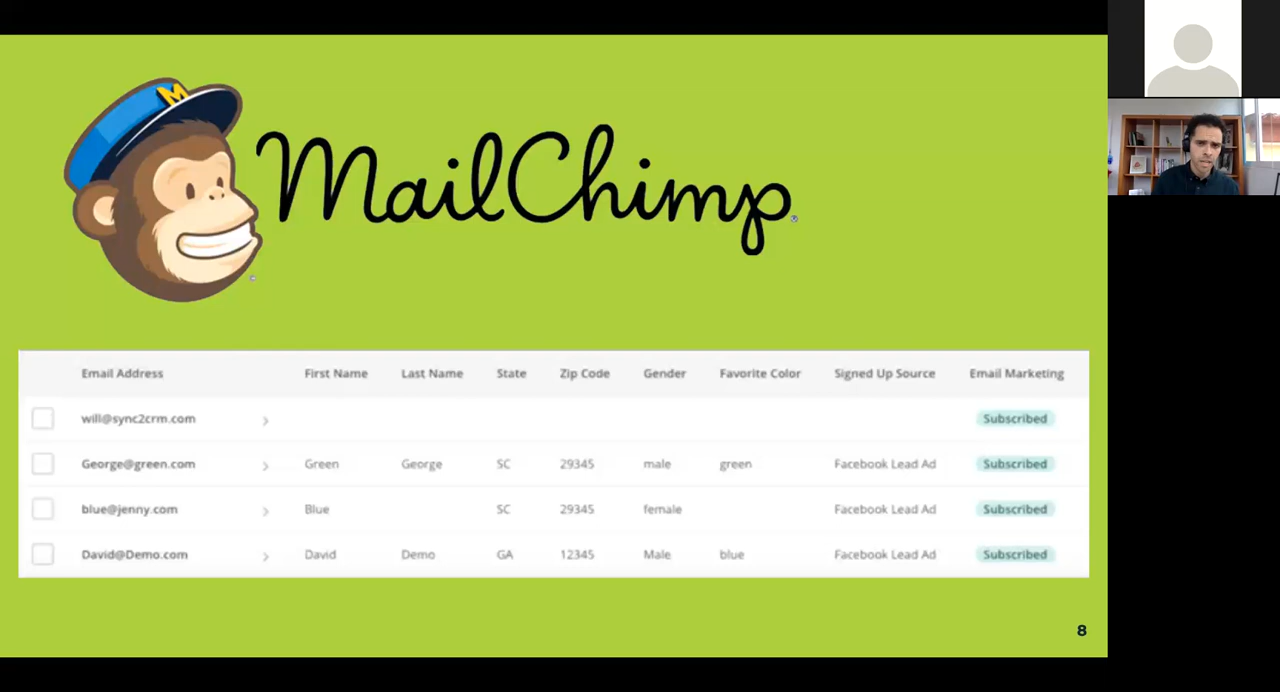 M
MailChimp®
©
Email Address First Name Last Name State Zip Code Gender Favorite Color Signed Up Source Email Marketing
will@sync2crm.com Subscribed
George@green.com Green George SC 29345 male green Facebook Lead Ad Subscribed
blue@jenny.com Blue SC 29345 female Facebook Lead Ad Subscribed
David@Demo.com David Demo GA 12345 Male blue Facebook Lead Ad Subscribed
8